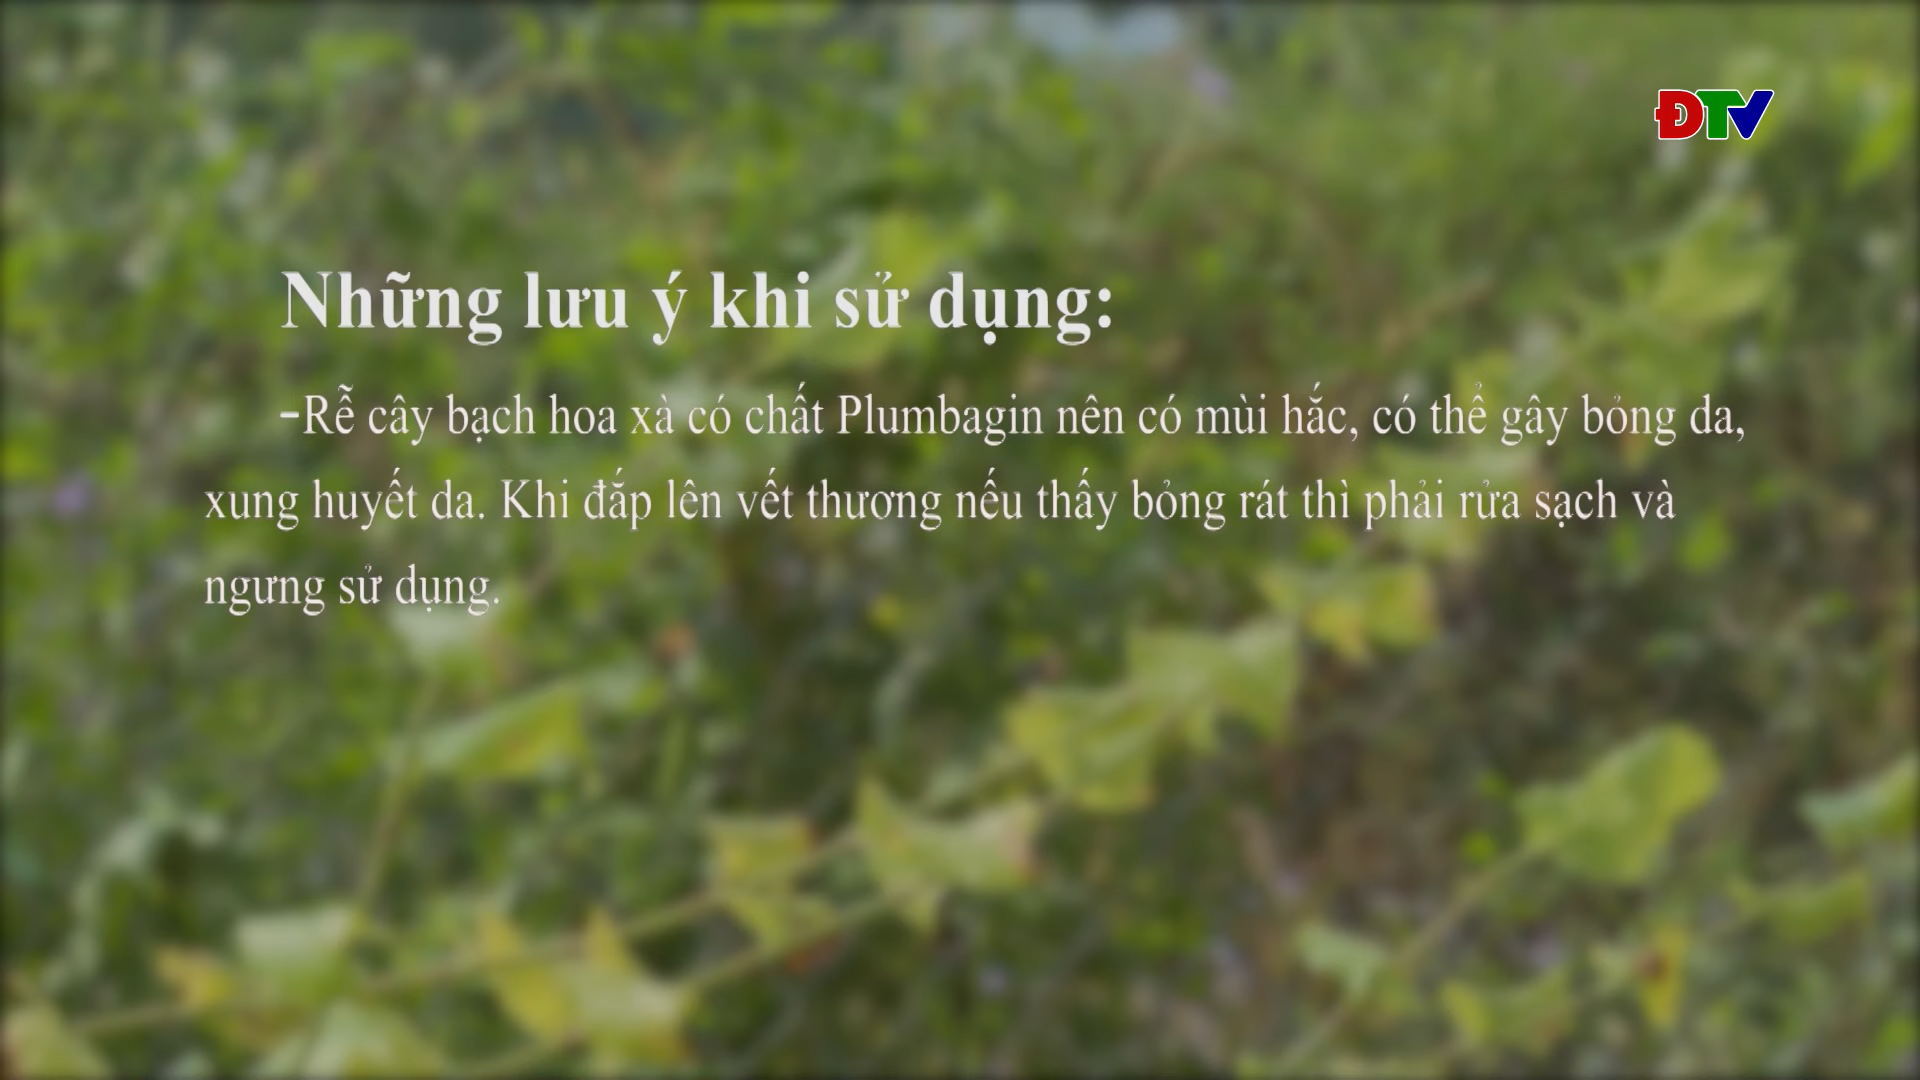 ĐTV
Những lưu ý khi sử dụng:
-Rễ cây bạch hoa xà có chất Plumbagin nên có mùi hắc, có thể gây bỏng da,
xung huyết da. Khi đắp lên vết thương nếu thấy bỏng rát thì phải rửa sạch và
ngưng sử dụng.